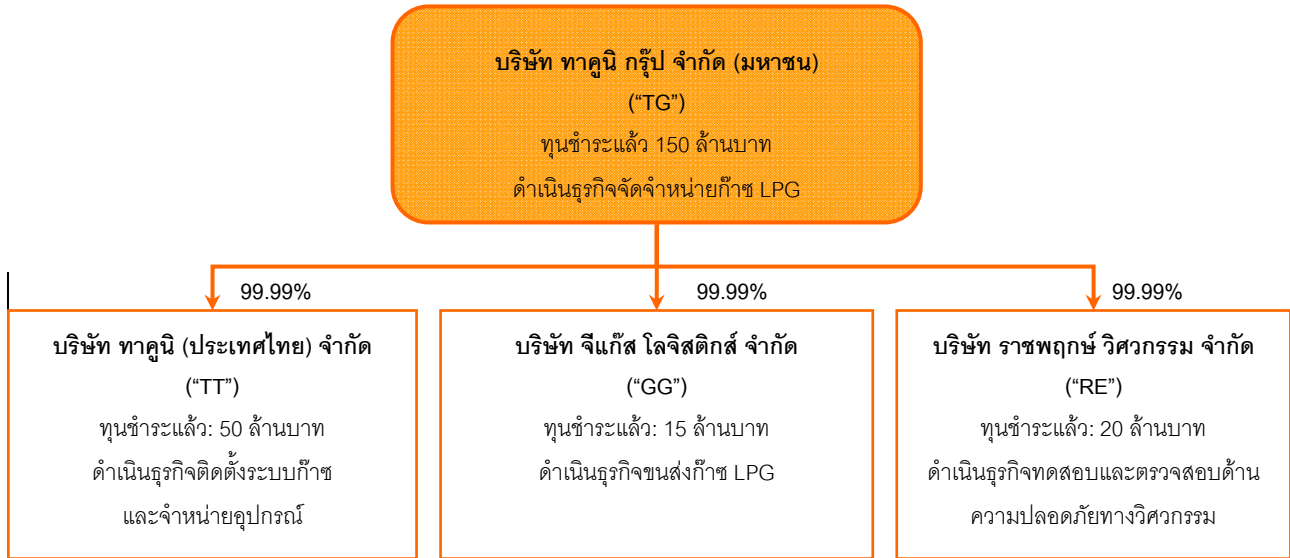 บริษัท ทาคูนิ กรุ๊ป จำกัด (มหาชน)
(“TG”)
ทุนชำระแล้ว 150 ล้านบาท
ดำเนินธุรกิจจัดจำหน่ายก๊าซ LPG
99.99%
99.99%
99.99%
บริษัท ทาคูนิ (ประเทศไทย) จำกัด
(“TT”)
ทุนชำระแล้ว: 50 ล้านบาท
ดำเนินธุรกิจติดตั้งระบบก๊าซ
และจำหน่ายอุปกรณ์
บริษัท จีแก๊ส โลจิสติกส์ จำกัด
(“GG”)
ทุนชำระแล้ว: 15 ล้านบาท
ดำเนินธุรกิจขนส่งก๊าซ LPG
บริษัท ราชพฤกษ์ วิศวกรรม จำกัด
(“RE”)
ทุนชำระแล้ว: 20 ล้านบาท
ดำเนินธุรกิจทดสอบและตรวจสอบด้าน
ความปลอดภัยทางวิศวกรรม